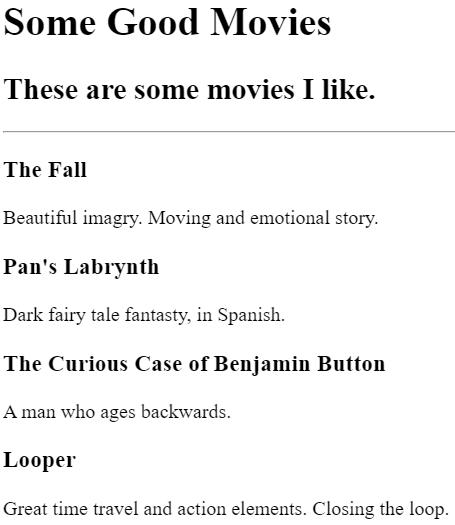 Some Good Movies
These are some movies I like.
The Fall
Beautiful imagry. Moving and emotional story.
Pan's Labrynth
Dark fairy tale fantasty, in Spanish.
The Curious Case of Benjamin Button
A man who ages backwards.
Looper
Great time travel and action elements. Closing the loop.